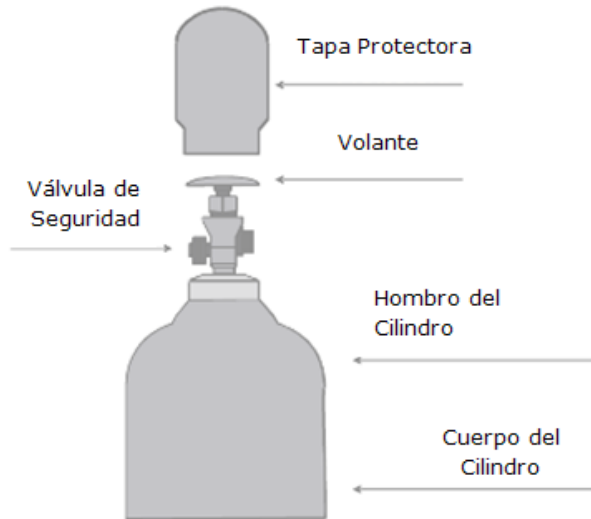 Tapa Protectora
Volante
Válvula de
Seguridad
Hombro del
Cilindro
Cuerpo del
Cilindro